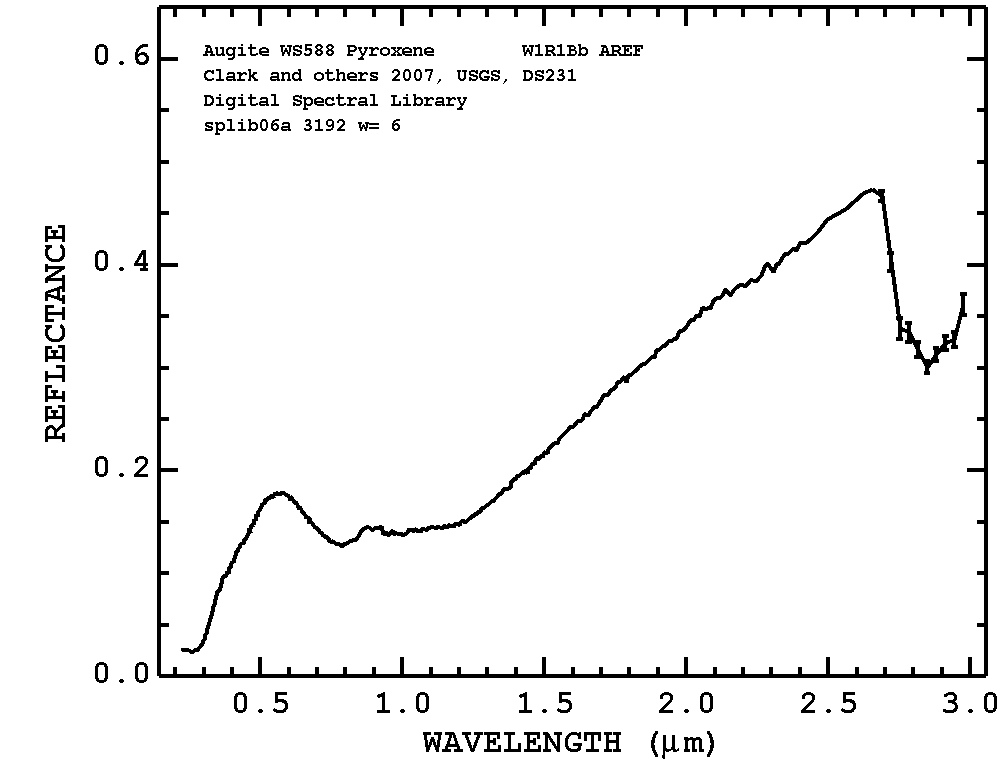 Augite WS588 Pyroxene W1R1Bb AREF
Clark and others 2007, USGS, DS231
Digital Spectral Library
splib06a 3192 w= 6
0.6
0.4
0.2
0.0
REFLECTANCE
0.5 1.0 1.5 2.0 2.5 3.0
WAVELENGTH (μm)